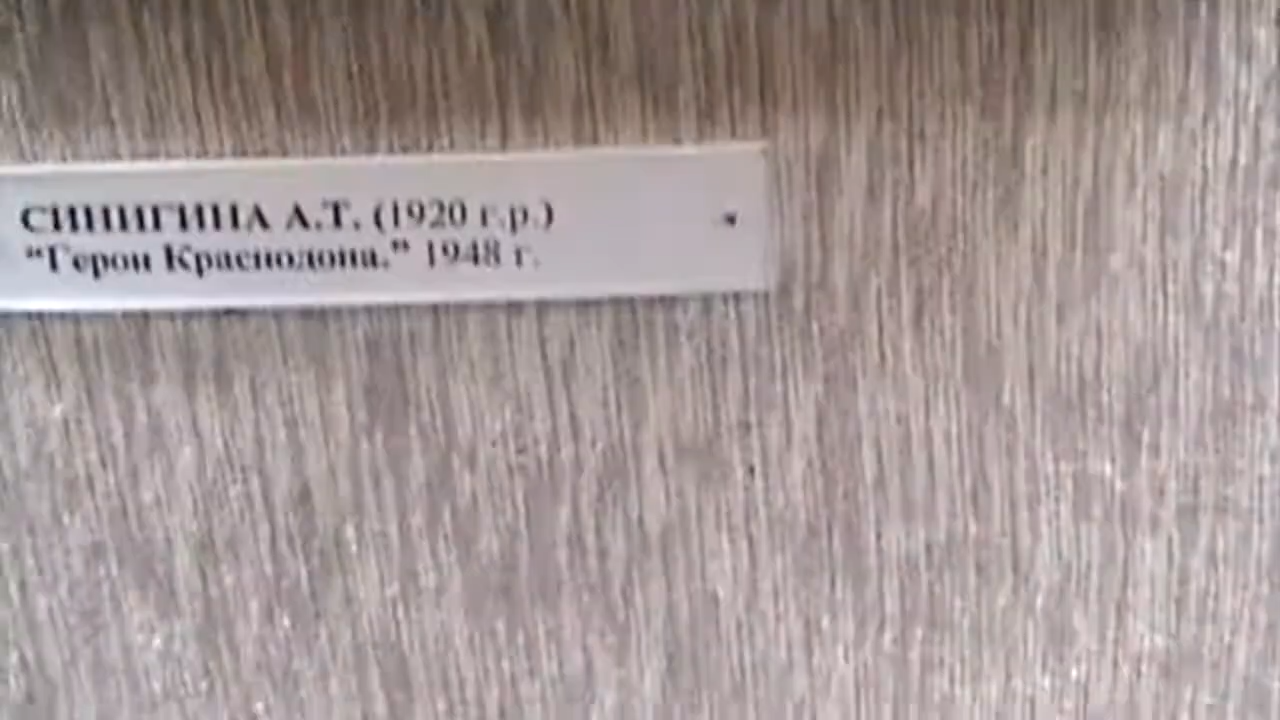 СИНИГИНА А.Т. (1920 г.р.)
“Герои Краснодона.” 1948 г.